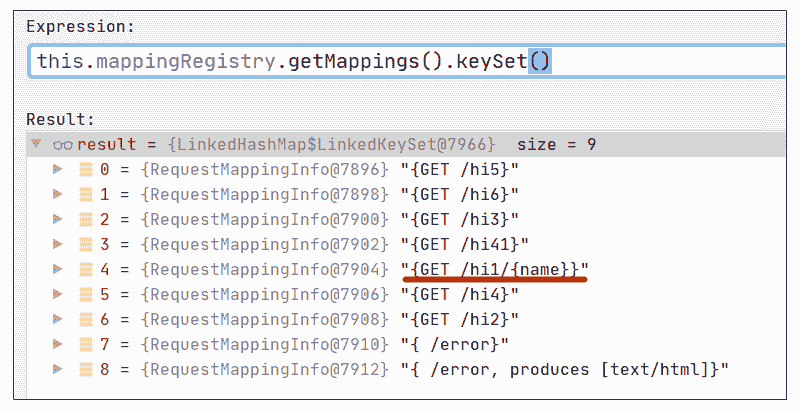 Expression:
this.mappingRegistry.getMappings().keySet()
Result:
result = {LinkedHashMap$LinkedKeySet@7966} size = 9
0 = {RequestMappingInfo@7896} "{GET /hi5}"
1 = {RequestMappingInfo@7898} "{GET /hi6}"
2 = {RequestMappingInfo@7900} "{GET /hi3}"
3 = {RequestMappingInfo@7902} "{GET /hi41}"
4 = {RequestMappingInfo@7904} "{GET /hi1/{name}}"
5 = {RequestMappingInfo@7906} "{GET /hi4}"
6 = {RequestMappingInfo@7908} "{GET /hi2}"
7 = {RequestMappingInfo@7910} "{ /error}"
8 = {RequestMappingInfo@7912} "{ /error, produces [text/html]}"